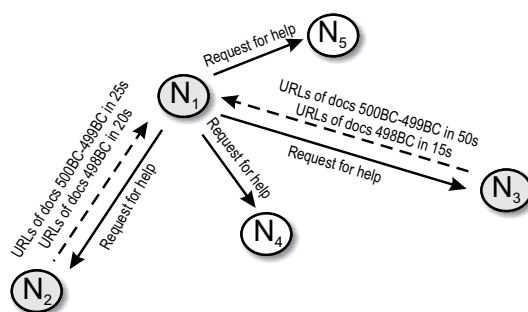 N5
Request for help
N1
URLs of docs 500BC-499BC in 25s
URLs of docs 498BC in 20s
Request for help
Request for help
URLs of docs 500BC-499BC in 50s
URLs of docs 498BC in 15s
Request for help
N3
N4
N2